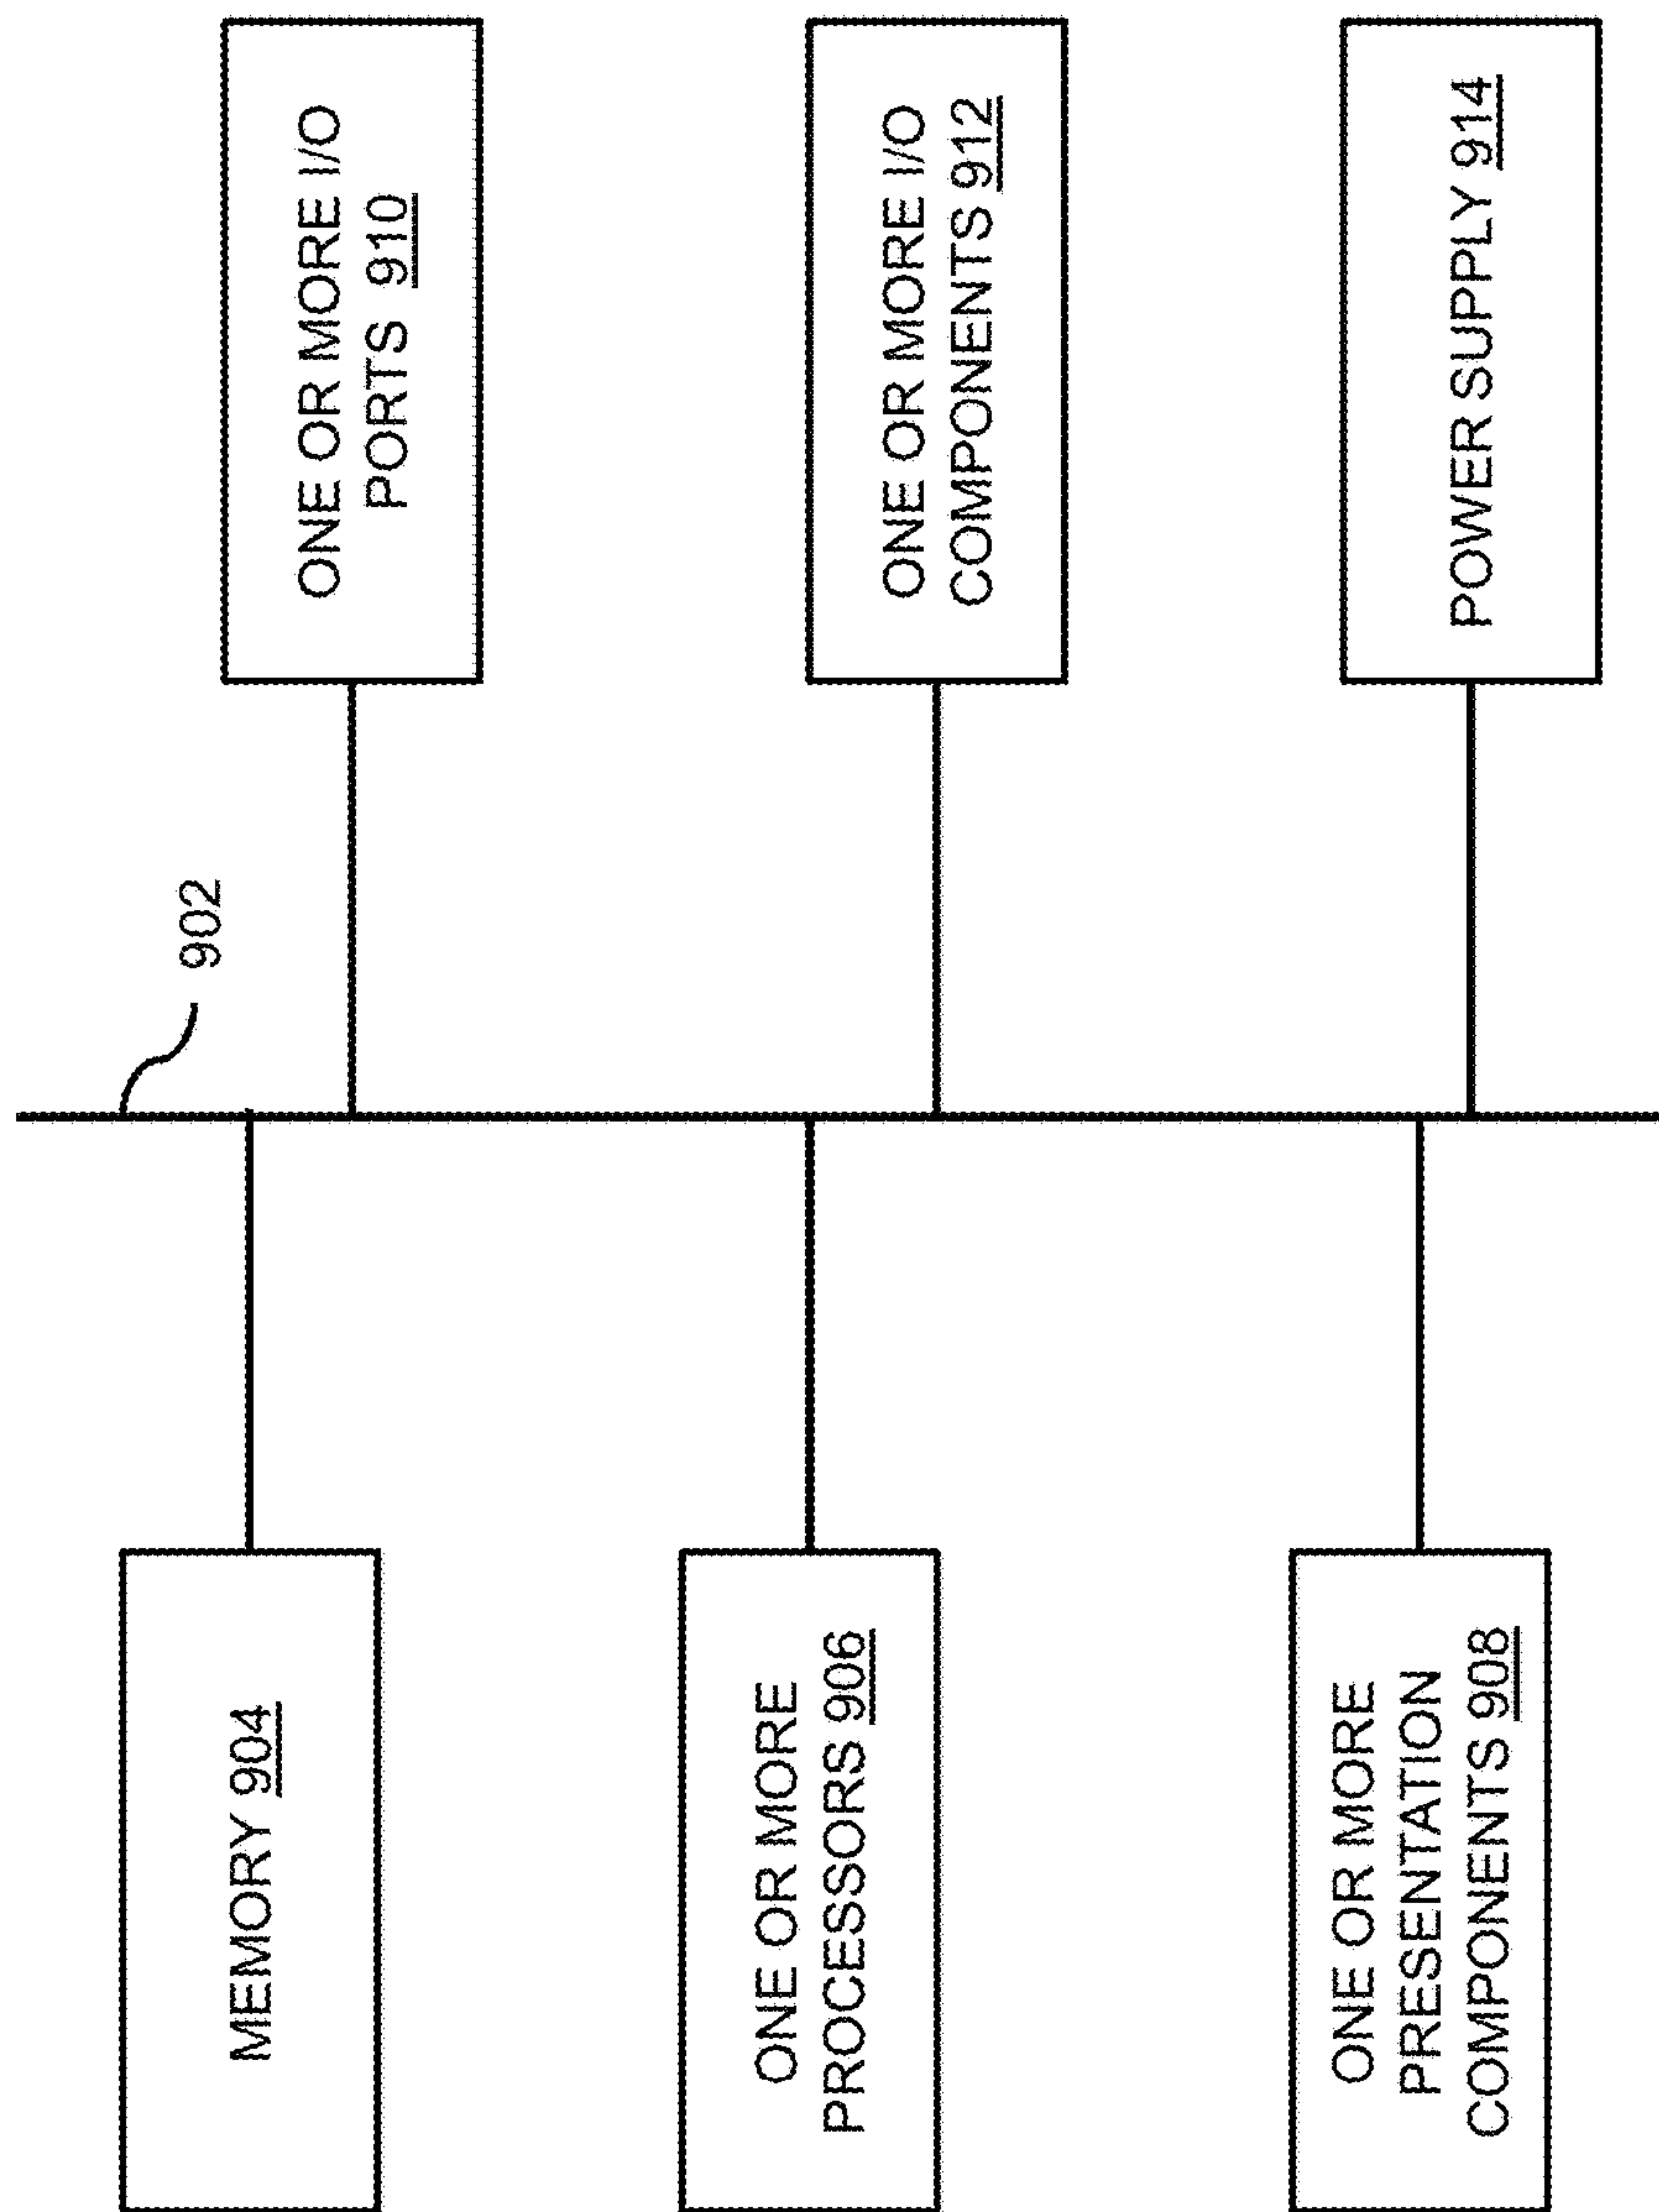 902
MEMORY 904
ONE OR MORE
PROCESSORS 906
ONE OR MORE
PRESENTATION
COMPONENTS 908
ONE OR MORE I/O
PORTS 910
ONE OR MORE I/O
COMPONENTS 912
POWER SUPPLY 914